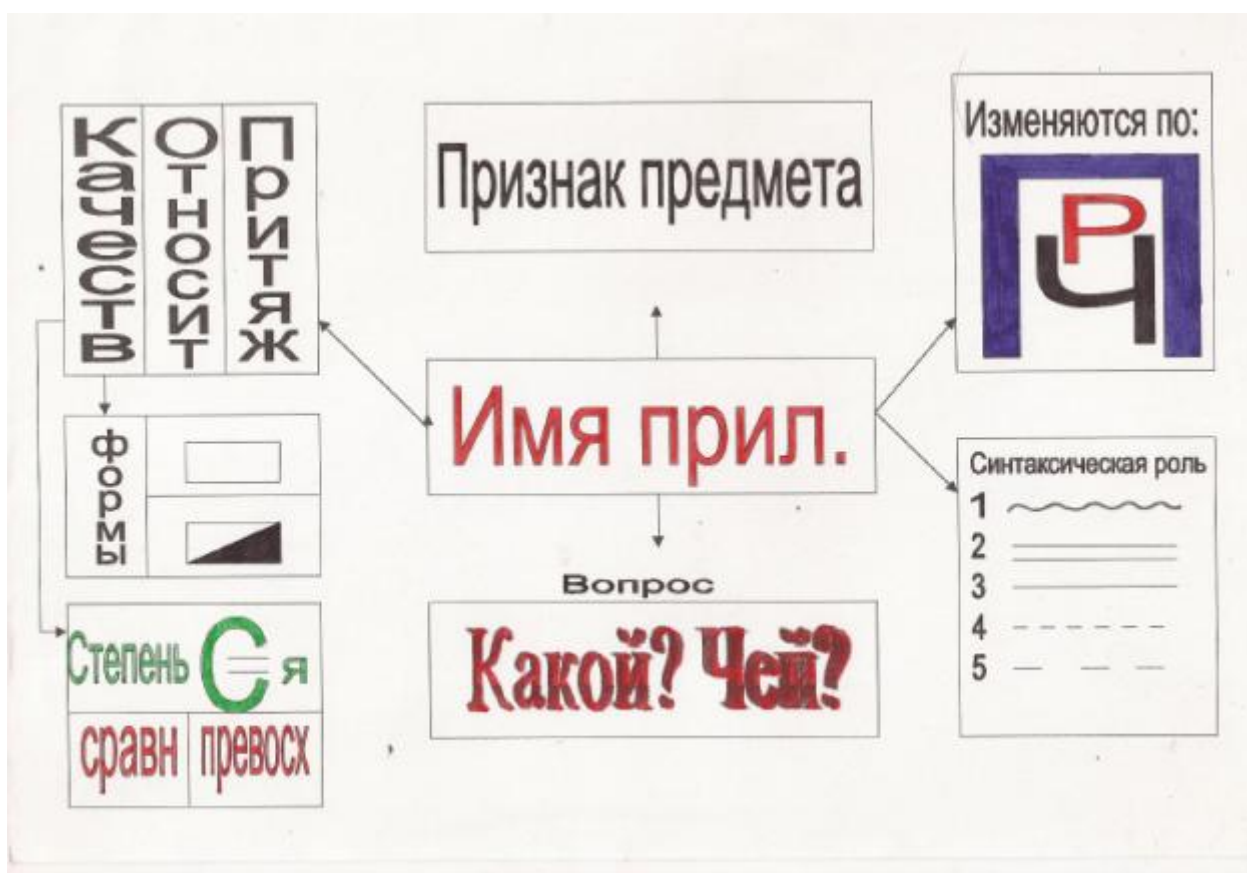 Качеств
Относит
Притяж
Признак предмета
Изменяются по:
П
Р
Ч
Имя прил.
формы
Синтаксическая роль
1
2
3
4
5
Вопрос
Какой? Чей?
Степень С = я
сравн
превосх